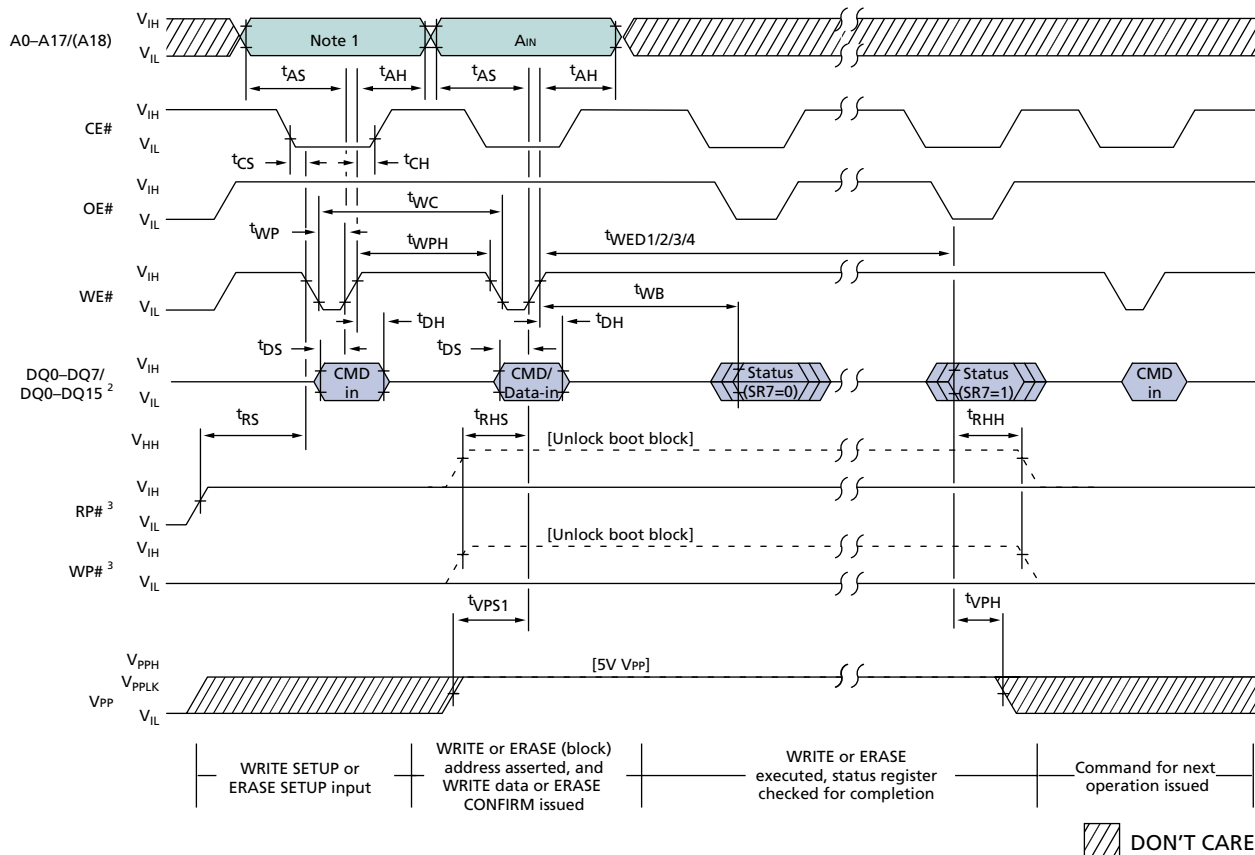 VIH
A0–A17/(A18)
VIL
Note 1
AIN
tAS
tAH
tAS
tAH
VIH
CE#
VIL
tCS
tCH
VIH
OE#
VIL
tWC
tWP
tWPH
tWED1/2/3/4
VIH
WE#
VIL
tWB
tDH
tDH
tDS
tDS
VIH
DQ0–DQ7/
DQ0–DQ15 2
VIL
CMD
in
CMD/
Data-in
Status
(SR7=0)
Status
(SR7=1)
CMD
in
tRS
tRHS
tRHH
VHH
[Unlock boot block]
VIH
RP# 3
VIL
VIH
[Unlock boot block]
WP# 3
VIL
tVPS1
tVPH
VPPH
[5V VPP]
VPPLK
VPP
VIL
WRITE SETUP or
ERASE SETUP input
WRITE or ERASE (block)
address asserted, and
WRITE data or ERASE
CONFIRM issued
WRITE or ERASE
executed, status register
checked for completion
Command for next
operation issued
DON'T CARE